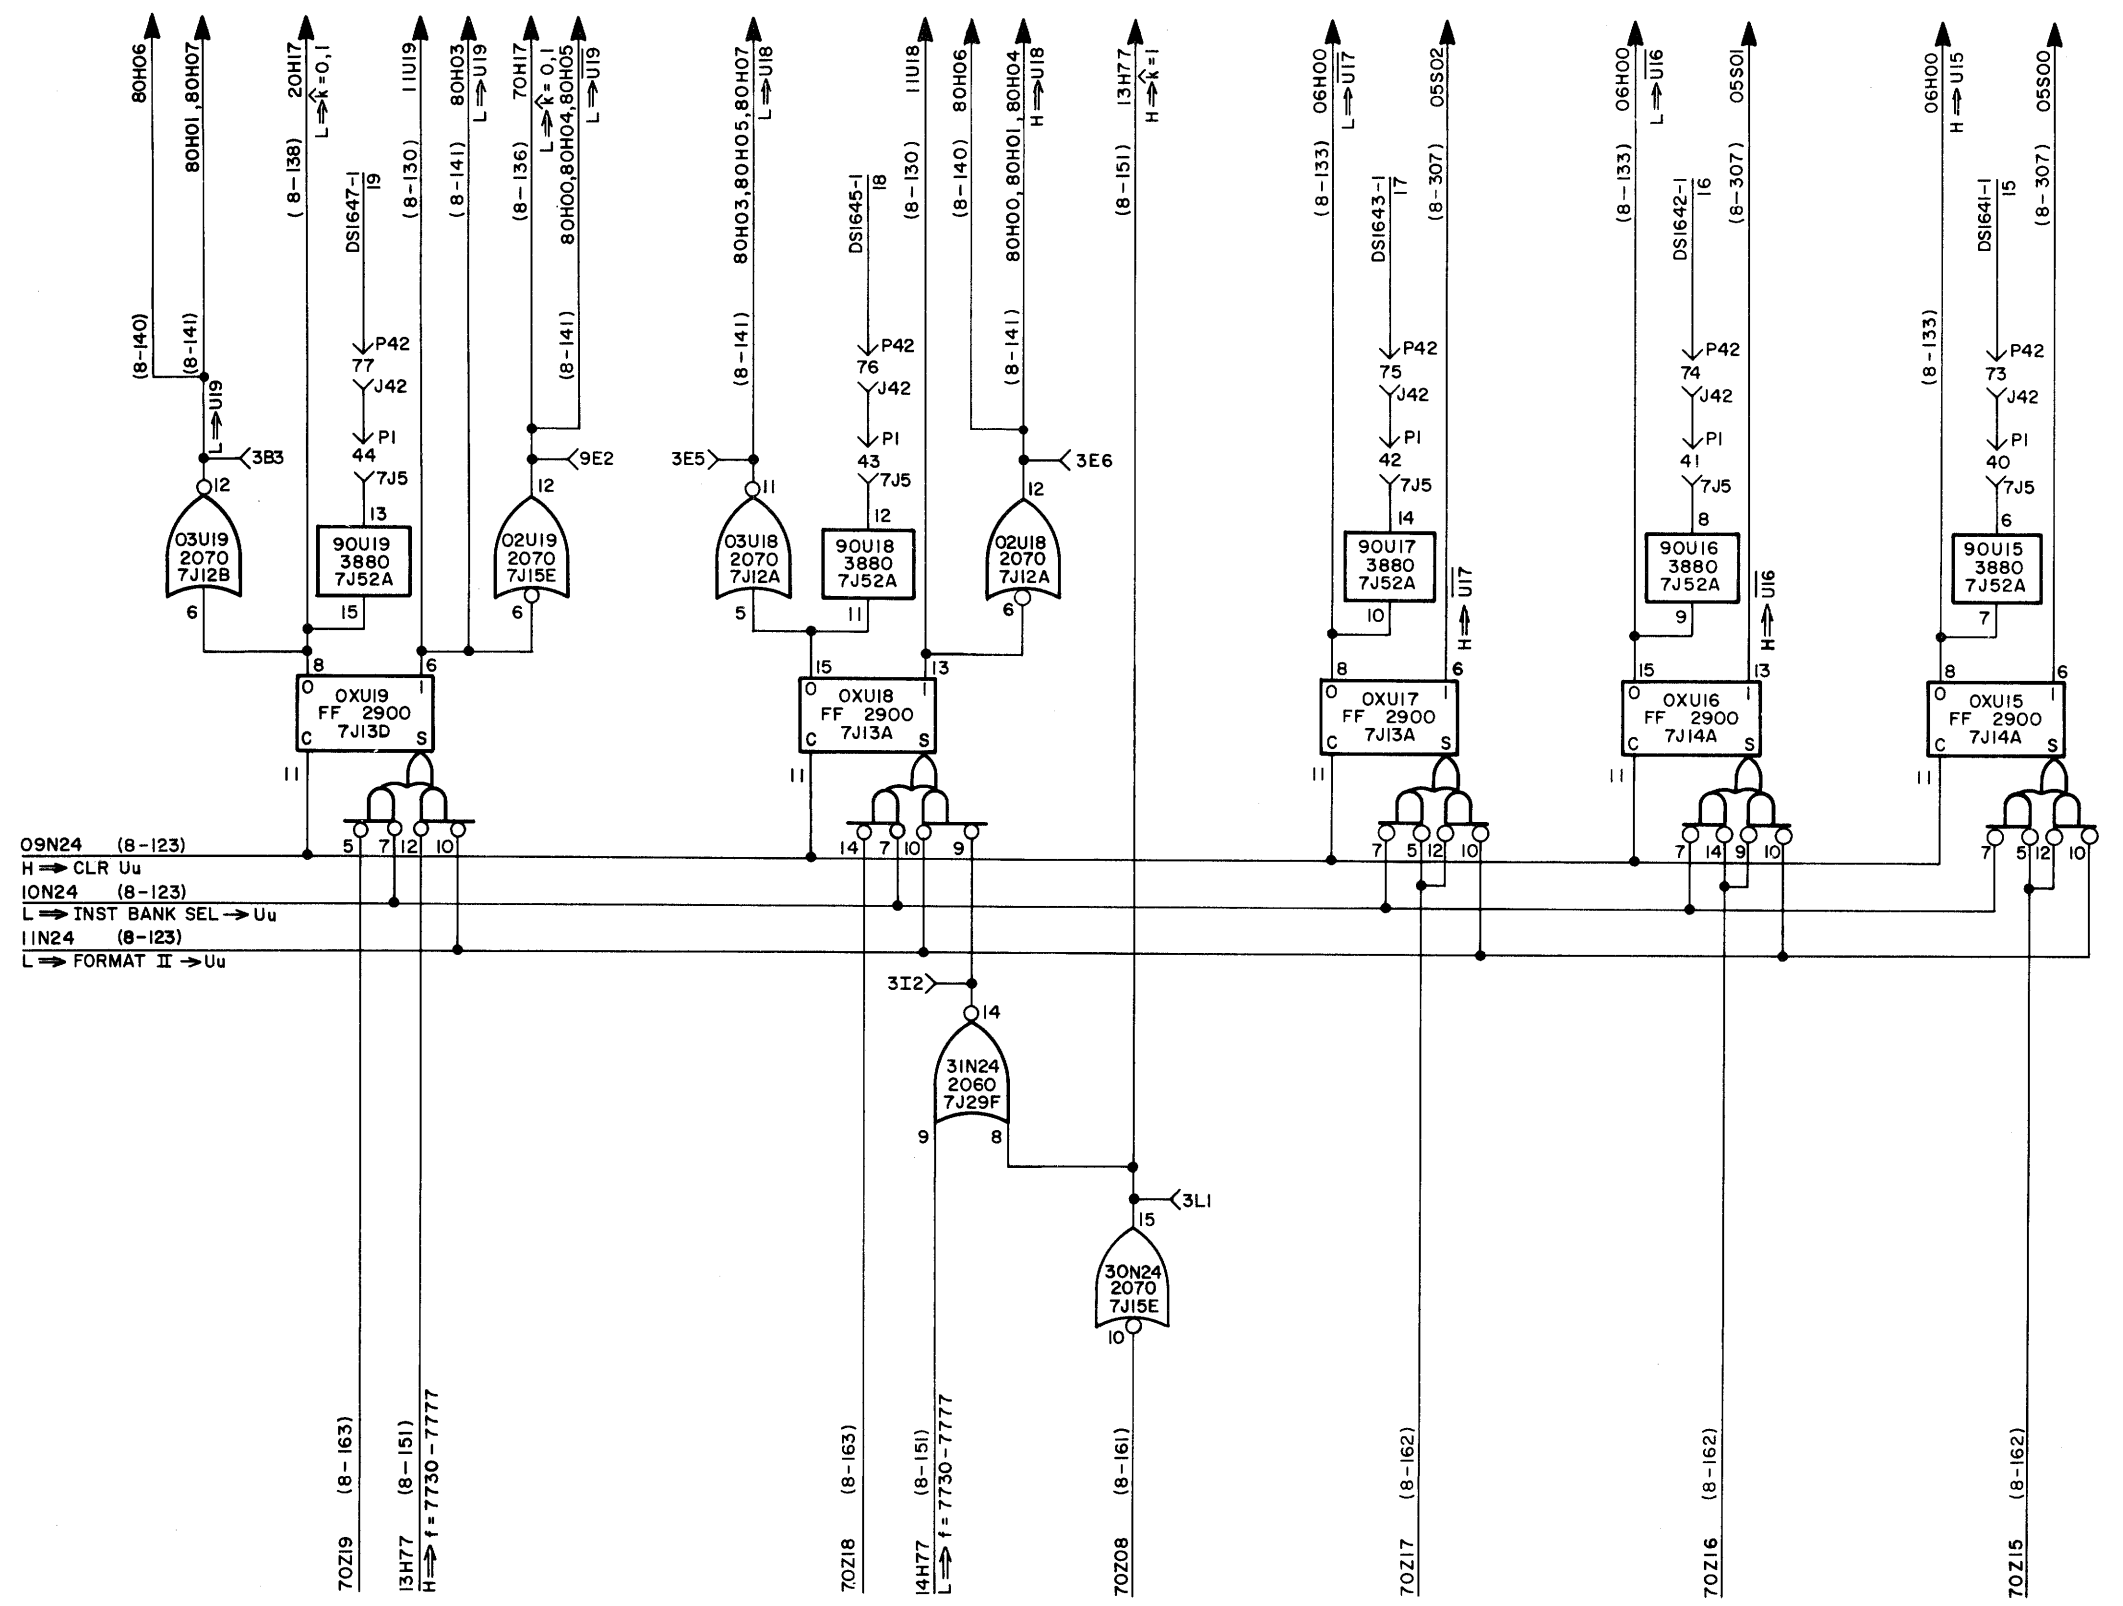 80H06
(8-140)
80H01,80H07
(8-141)
L⇒U19
20H17
L⇒k̂=0,1
(8-138)
DS1647-1
19
11U19
(8-130)
80H03
L⇒U19
(8-141)
70H17
L⇒k̂=0,1
(8-136)
80H00,80H04,80H05
L⇒U̅1̅9̅
(8-141)
80H03,80H05,80H07
L⇒U18
(8-141)
DS1645-1
18
11U18
(8-130)
80H06
(8-140)
80H00,80H01,80H04
H⇒U18
(8-141)
13H77
H⇒k̂=1
(8-151)
06H00
L⇒U̅1̅7̅
(8-133)
DS1643-1
17
05S02
(8-307)
06H00
L⇒U̅1̅6̅
(8-133)
DS1642-1
16
05S01
(8-307)
06H00
H⇒U15
(8-133)
DS1641-1
15
05S00
(8-307)
P42
77
J42
P1
44
7J5
13
P42
76
J42
P1
43
7J5
12
P42
75
J42
P1
42
7J5
14
P42
74
J42
P1
41
7J5
8
P42
73
J42
P1
40
7J5
6
3B3
9E2
3E5
3E6
12
03U19
2070
7J12B
6
90U19
3880
7J52A
15
12
02U19
2070
7J15E
6
11
03U18
2070
7J12A
5
90U18
3880
7J52A
11
12
02U18
2070
7J12A
6
90U17
3880
7J52A
10
H⇒U̅1̅7̅
90U16
3880
7J52A
9
H⇒U̅1̅6̅
90U15
3880
7J52A
7
8 6
O I
0XU19
FF 2900
7J13D
C S
11
15 13
O I
0XU18
FF 2900
7J13A
C S
11
8 6
O I
0XU17
FF 2900
7J13A
C S
11
15 13
O I
0XU16
FF 2900
7J14A
C S
11
8 6
O I
0XU15
FF 2900
7J14A
C S
11
5 7 12 10
14 7 10 9
7 5 12 10
7 14 9 10
7 5 12 10
09N24 (8-123)
H⇒CLR Uu
10N24 (8-123)
L⇒INST BANK SEL→Uu
11N24 (8-123)
L⇒FORMAT II→Uu
3I2
14
31N24
2060
7J29F
9 8
3L1
15
30N24
2070
7J15E
10
70Z19
(8-163)
13H77
H⇒f=7730-7777
(8-151)
70Z18
(8-163)
14H77
L⇒f=7730-7777
(8-151)
70Z08
(8-161)
70Z17
(8-162)
70Z16
(8-162)
70Z15
(8-162)